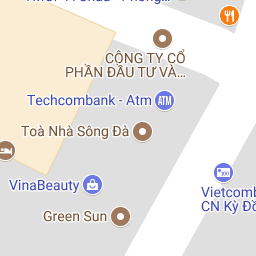 CÔNG TY CỔ
PHẦN ĐẦU TƯ VÀ...
Techcombank - Atm
ATM
Toà Nhà Sông Đà
VinaBeauty
Vietcomb
CN Kỳ Đồ
Green Sun